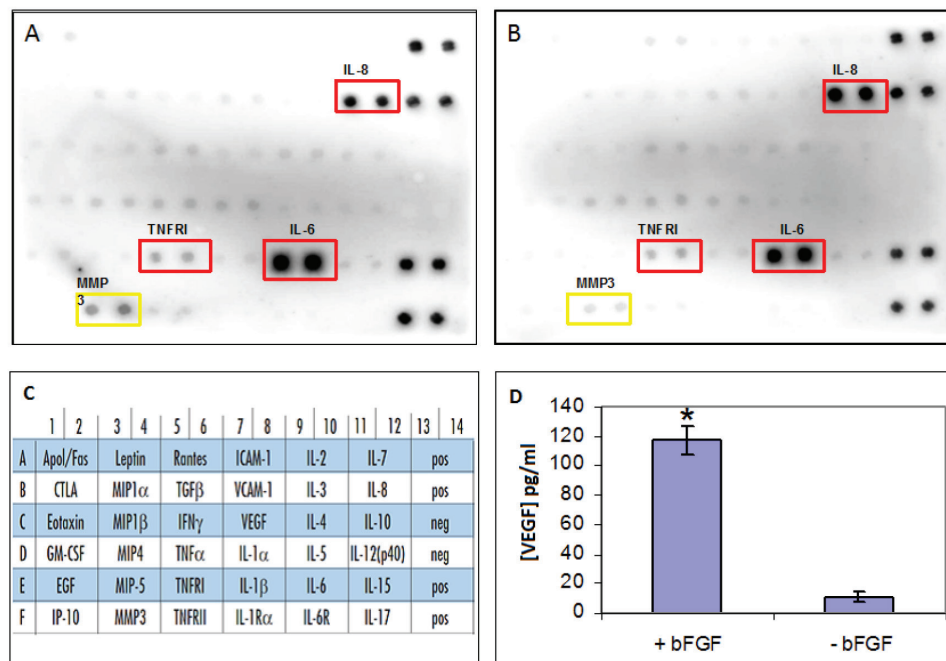 A
IL-8
TNFRI
IL-6
MMP
3
B
IL-8
TNFRI
IL-6
MMP3
C
1 2 3 4 5 6 7 8 9 10 11 12 13 14
A Apol/Fas Leptin Rantes ICAM-1 IL-2 IL-7 pos
B CTLA MIP1α TGFβ VCAM-1 IL-3 IL-8 pos
C Eotaxin MIP1β IFNγ VEGF IL-4 IL-10 neg
D GM-CSF MIP4 TNFα IL-1α IL-5 IL-12(p40) neg
E EGF MIP-5 TNFRI IL-1β IL-6 IL-15 pos
F IP-10 MMP3 TNFRII IL-1Rα IL-6R IL-17 pos
D
[VEGF] pg/ml
140
120
100
80
60
40
20
0
*
+ bFGF - bFGF